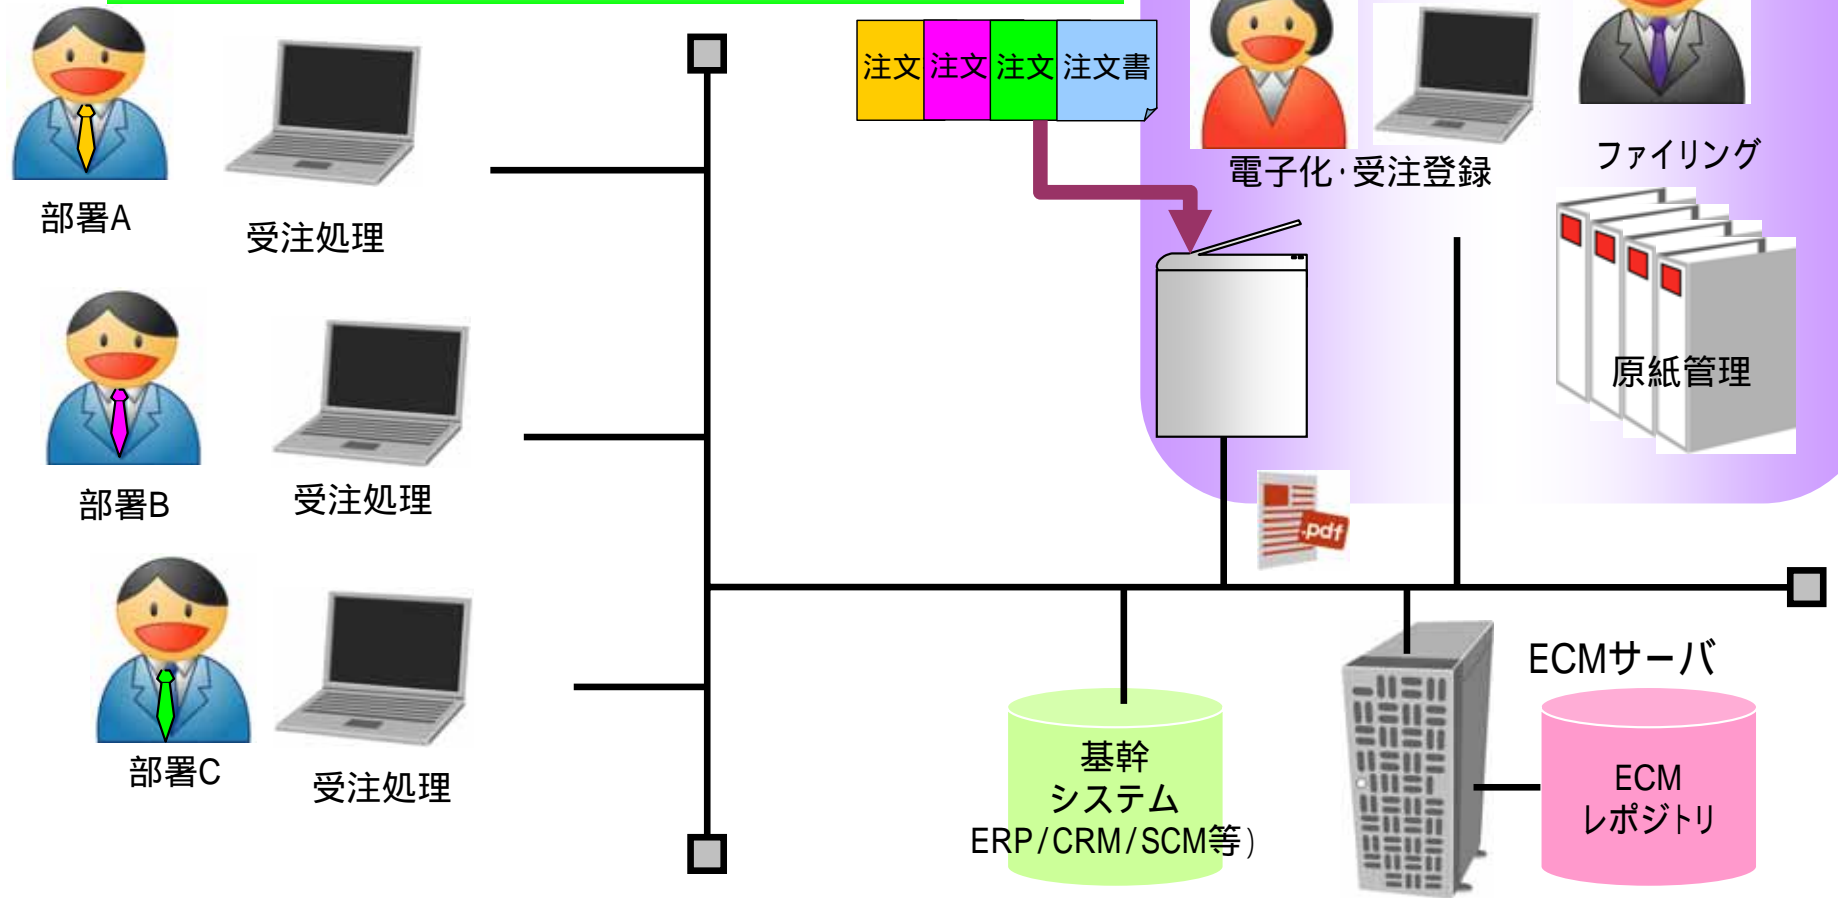 注文 注文 注文 注文書
電子化・受注登録
ファイリング
部署A
受注処理
原紙管理
部署B
受注処理
.pdf
ECMサーバ
部署C
受注処理
基幹
システム
ERP/CRM/SCM等)
ECM
レポジトリ